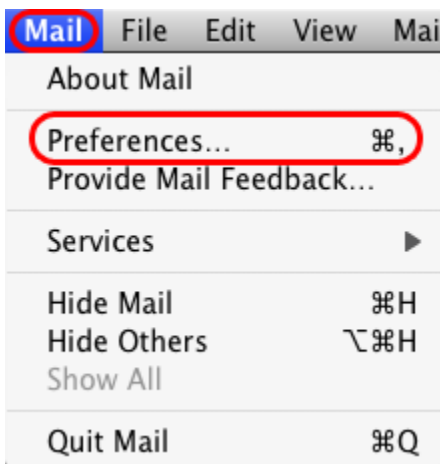 Mail File Edit View Mai
About Mail
Preferences... ⌘,
Provide Mail Feedback...
Services ▶
Hide Mail ⌘H
Hide Others ⌥⌘H
Show All
Quit Mail ⌘Q